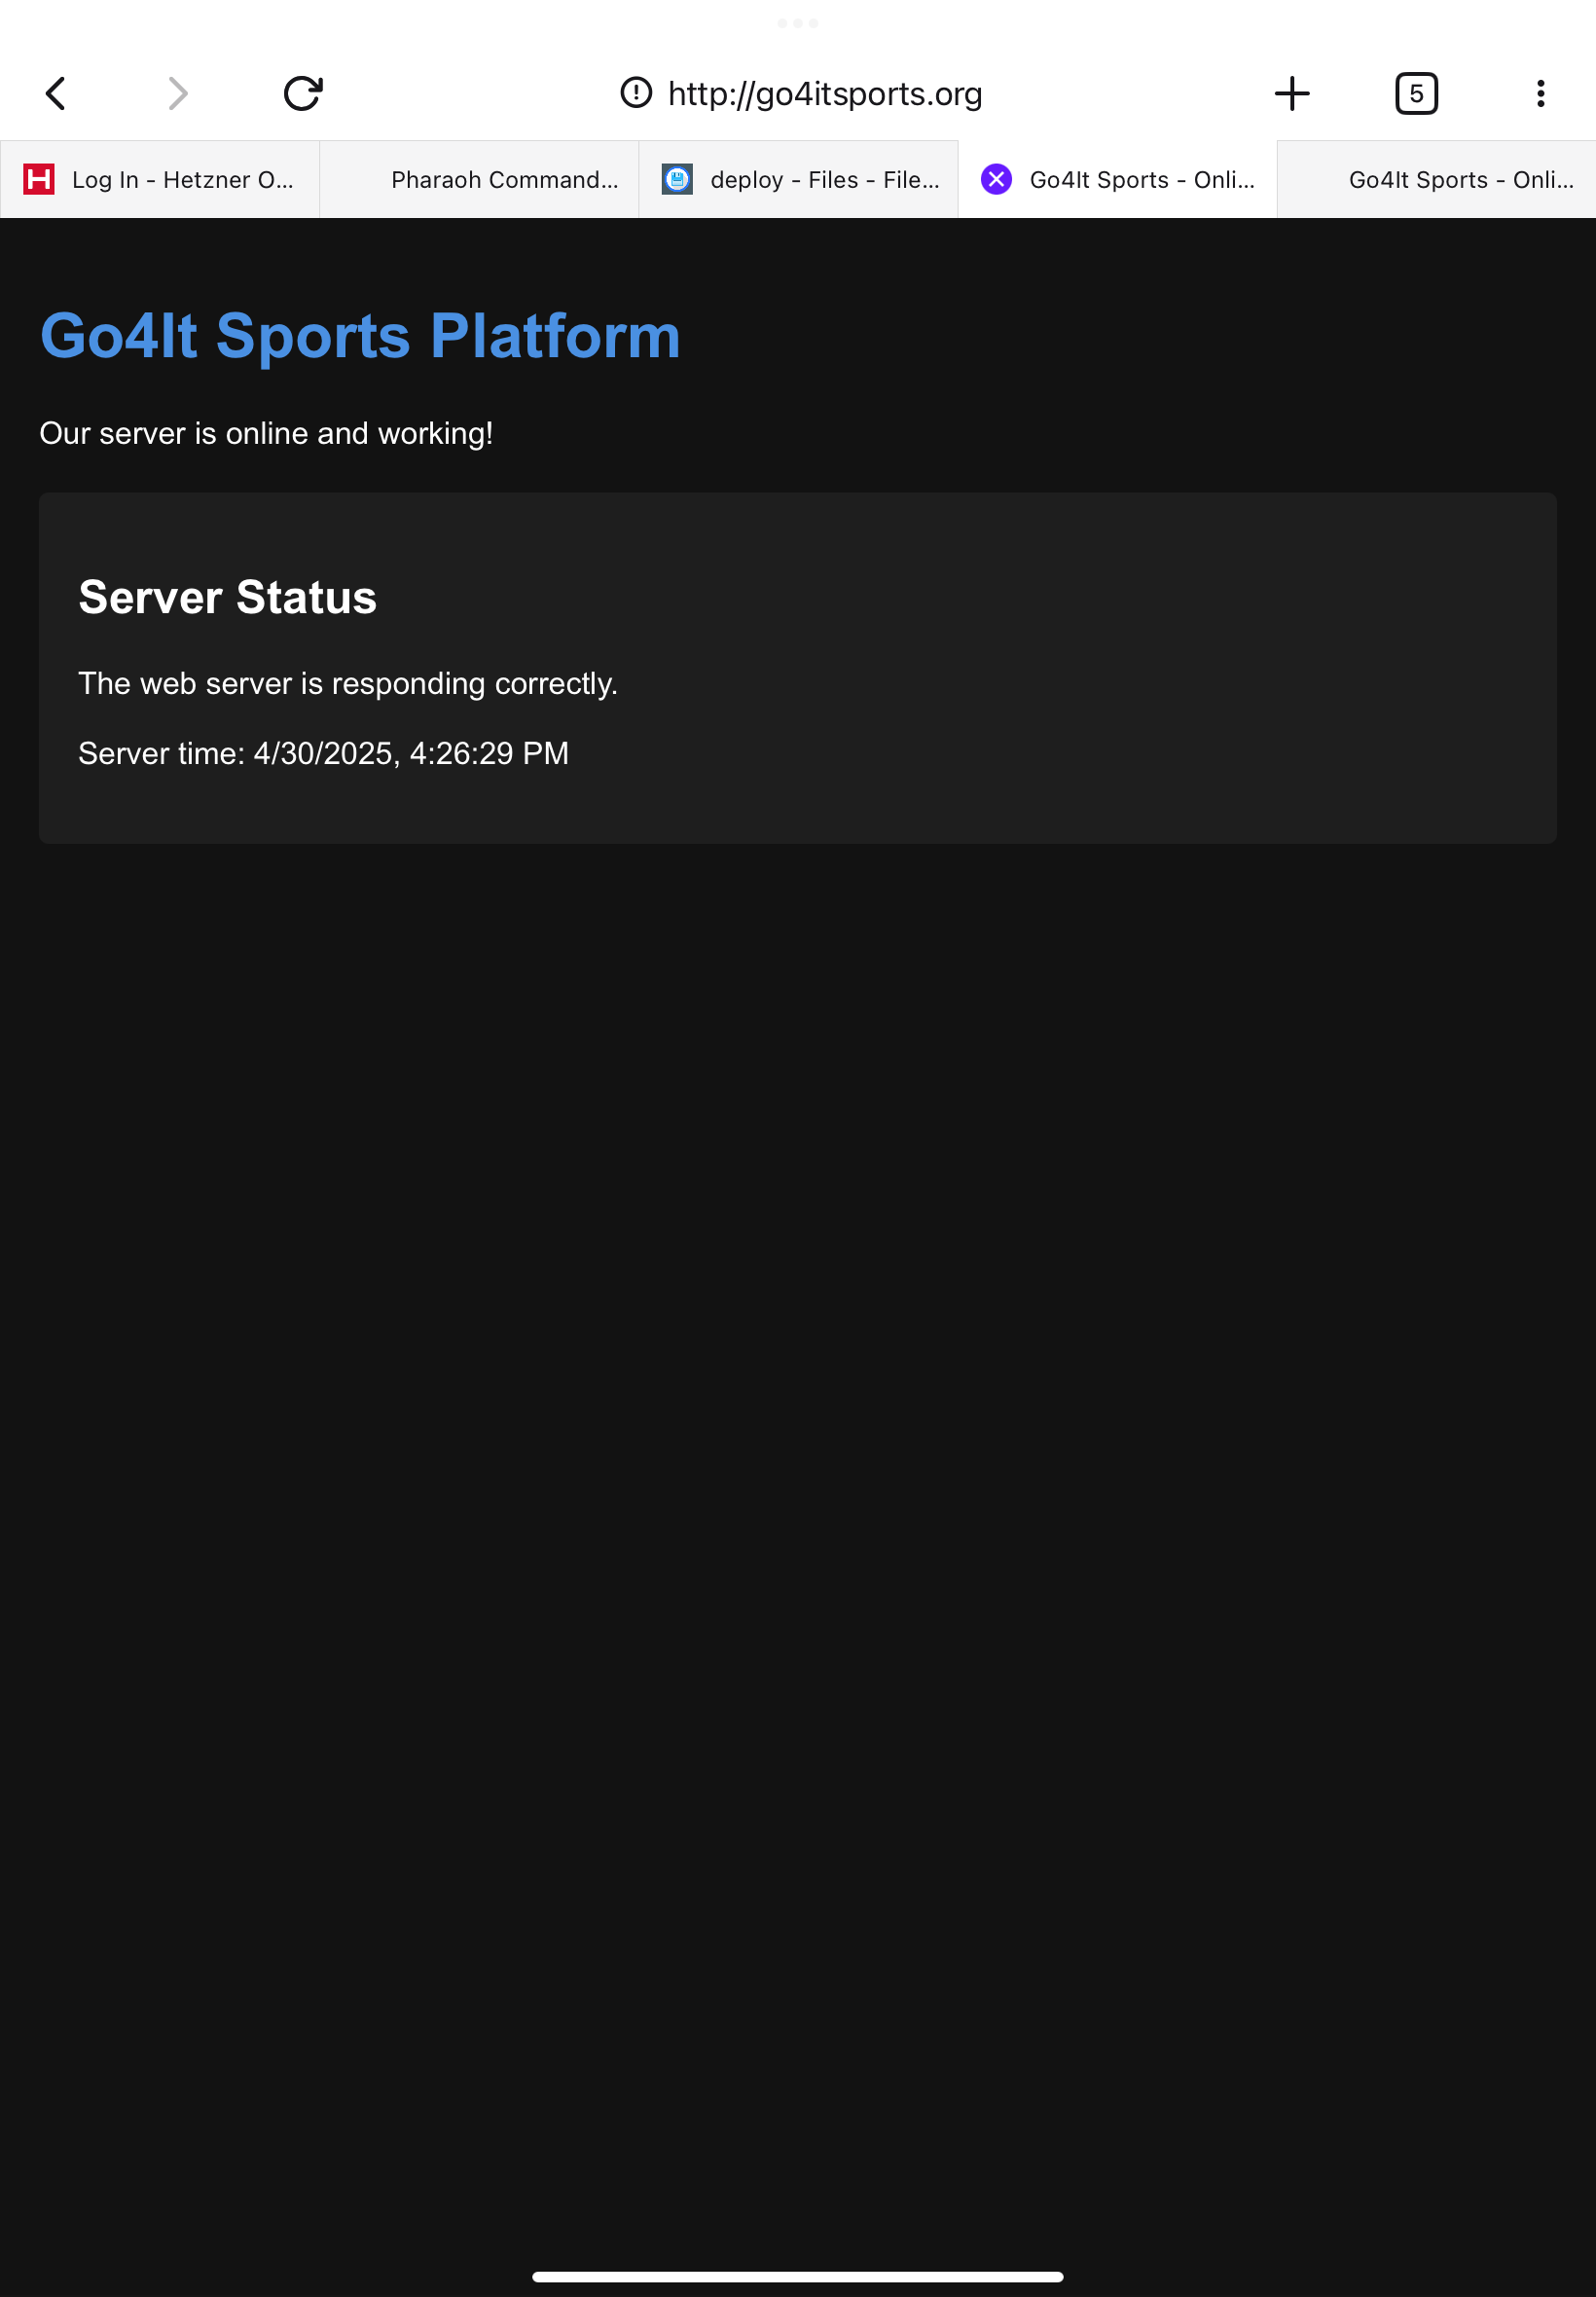 http://go4itsports.org
5
Log In - Hetzner O...
Pharaoh Command...
deploy - Files - File...
Go4It Sports - Onli...
Go4It Sports - Onli...
Go4It Sports Platform
Our server is online and working!
Server Status
The web server is responding correctly.
Server time: 4/30/2025, 4:26:29 PM